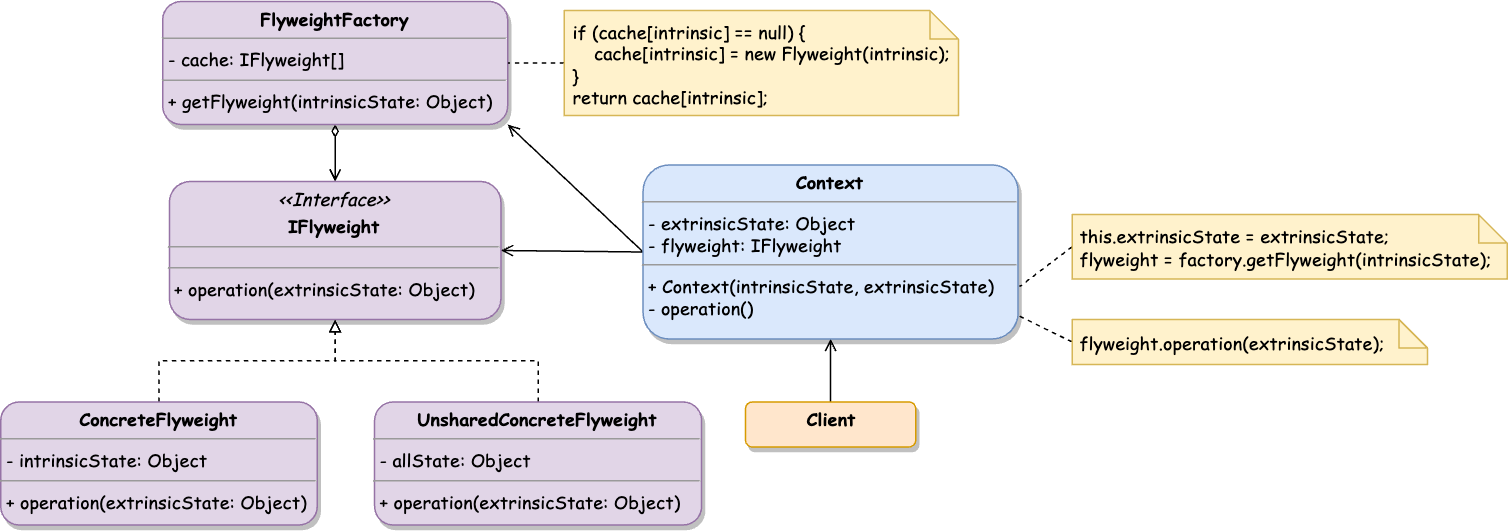 FlyweightFactory
- cache: IFlyweight[]
+ getFlyweight(intrinsicState: Object)
if (cache[intrinsic] == null) {
cache[intrinsic] = new Flyweight(intrinsic);
}
return cache[intrinsic];
<<Interface>>
IFlyweight
+ operation(extrinsicState: Object)
Context
- extrinsicState: Object
- flyweight: IFlyweight
+ Context(intrinsicState, extrinsicState)
- operation()
this.extrinsicState = extrinsicState;
flyweight = factory.getFlyweight(intrinsicState);
flyweight.operation(extrinsicState);
ConcreteFlyweight
- intrinsicState: Object
+ operation(extrinsicState: Object)
UnsharedConcreteFlyweight
- allState: Object
+ operation(extrinsicState: Object)
Client